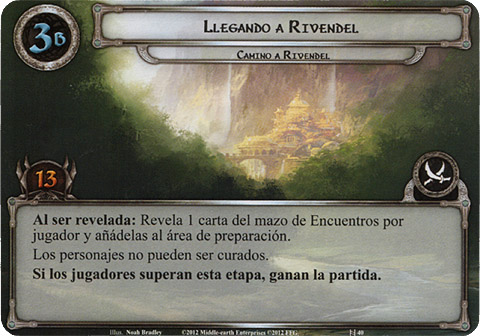 3B
Llegando a Rivendel
Camino a Rivendel
13
Al ser revelada: Revela 1 carta del mazo de Encuentros por
jugador y añádelas al área de preparación.
Los personajes no pueden ser curados.
Si los jugadores superan esta etapa, ganan la partida.
Illus. Noah Bradley ©2012 Middle-earth Enterprises ©2012 FFG 40